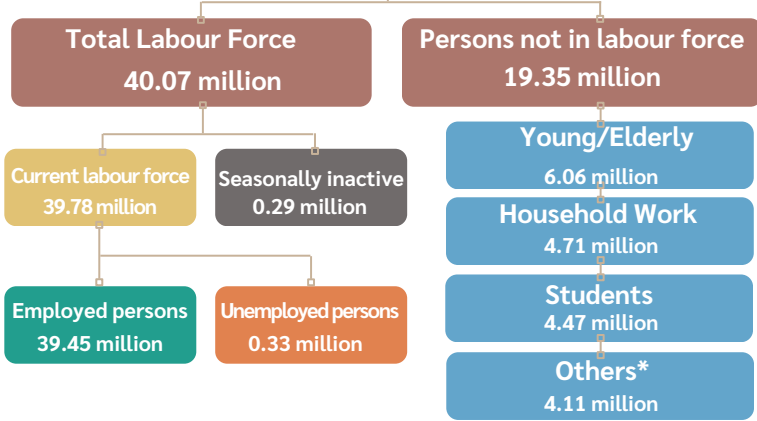 Total Labour Force
40.07 million
Persons not in labour force
19.35 million
Current labour force
39.78 million
Seasonally inactive
0.29 million
Employed persons
39.45 million
Unemployed persons
0.33 million
Young/Elderly
6.06 million
Household Work
4.71 million
Students
4.47 million
Others*
4.11 million